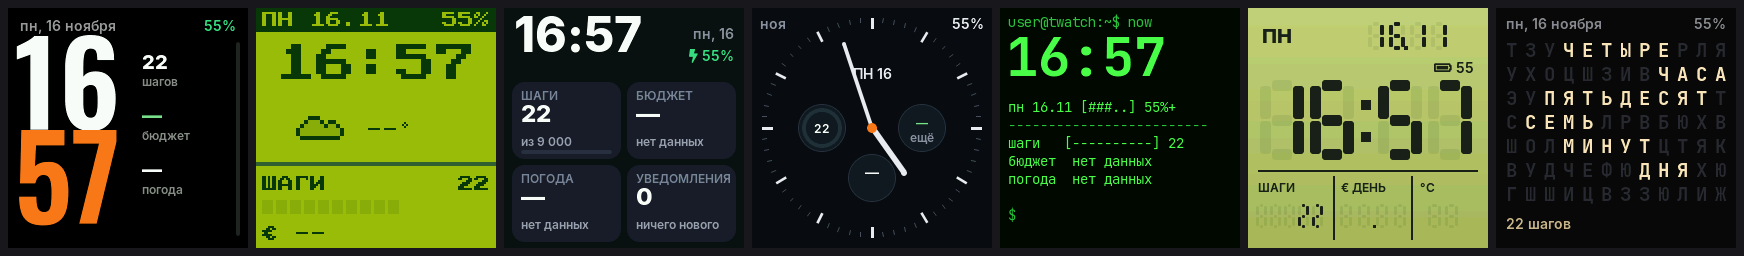 пн, 16 ноября 55%
16
57
22
шагов
—
бюджет
—
погода
ПН 16.11 55%
16:57
--°
ШАГИ 22
€ --
16:57
пн, 16
55%
ШАГИ
22
из 9 000
БЮДЖЕТ
—
нет данных
ПОГОДА
—
нет данных
УВЕДОМЛЕНИЯ
0
ничего нового
ноя 55%
ПН 16
22
—
ещё
—
user@twatch:~$ now
16:57
пн 16.11 [###..] 55%+
-------------------------
шаги [----------] 22
бюджет нет данных
погода нет данных
$
ПН 16.11
55
16:57
ШАГИ € ДЕНЬ °C
22 .
пн, 16 ноября 55%
ТЗУЧЕТЫРЕРЛЯ
УХОЦШЗИВЧАСА
ЭУПЯТЬДЕСЯТТ
ССЕМЬЛРВБЮХВ
ШОЛМИНУТЦТЯК
ВУДЧЕФЮДНЯХЮ
ГШШИЦВЗЗЮЛИЖ
22 шагов